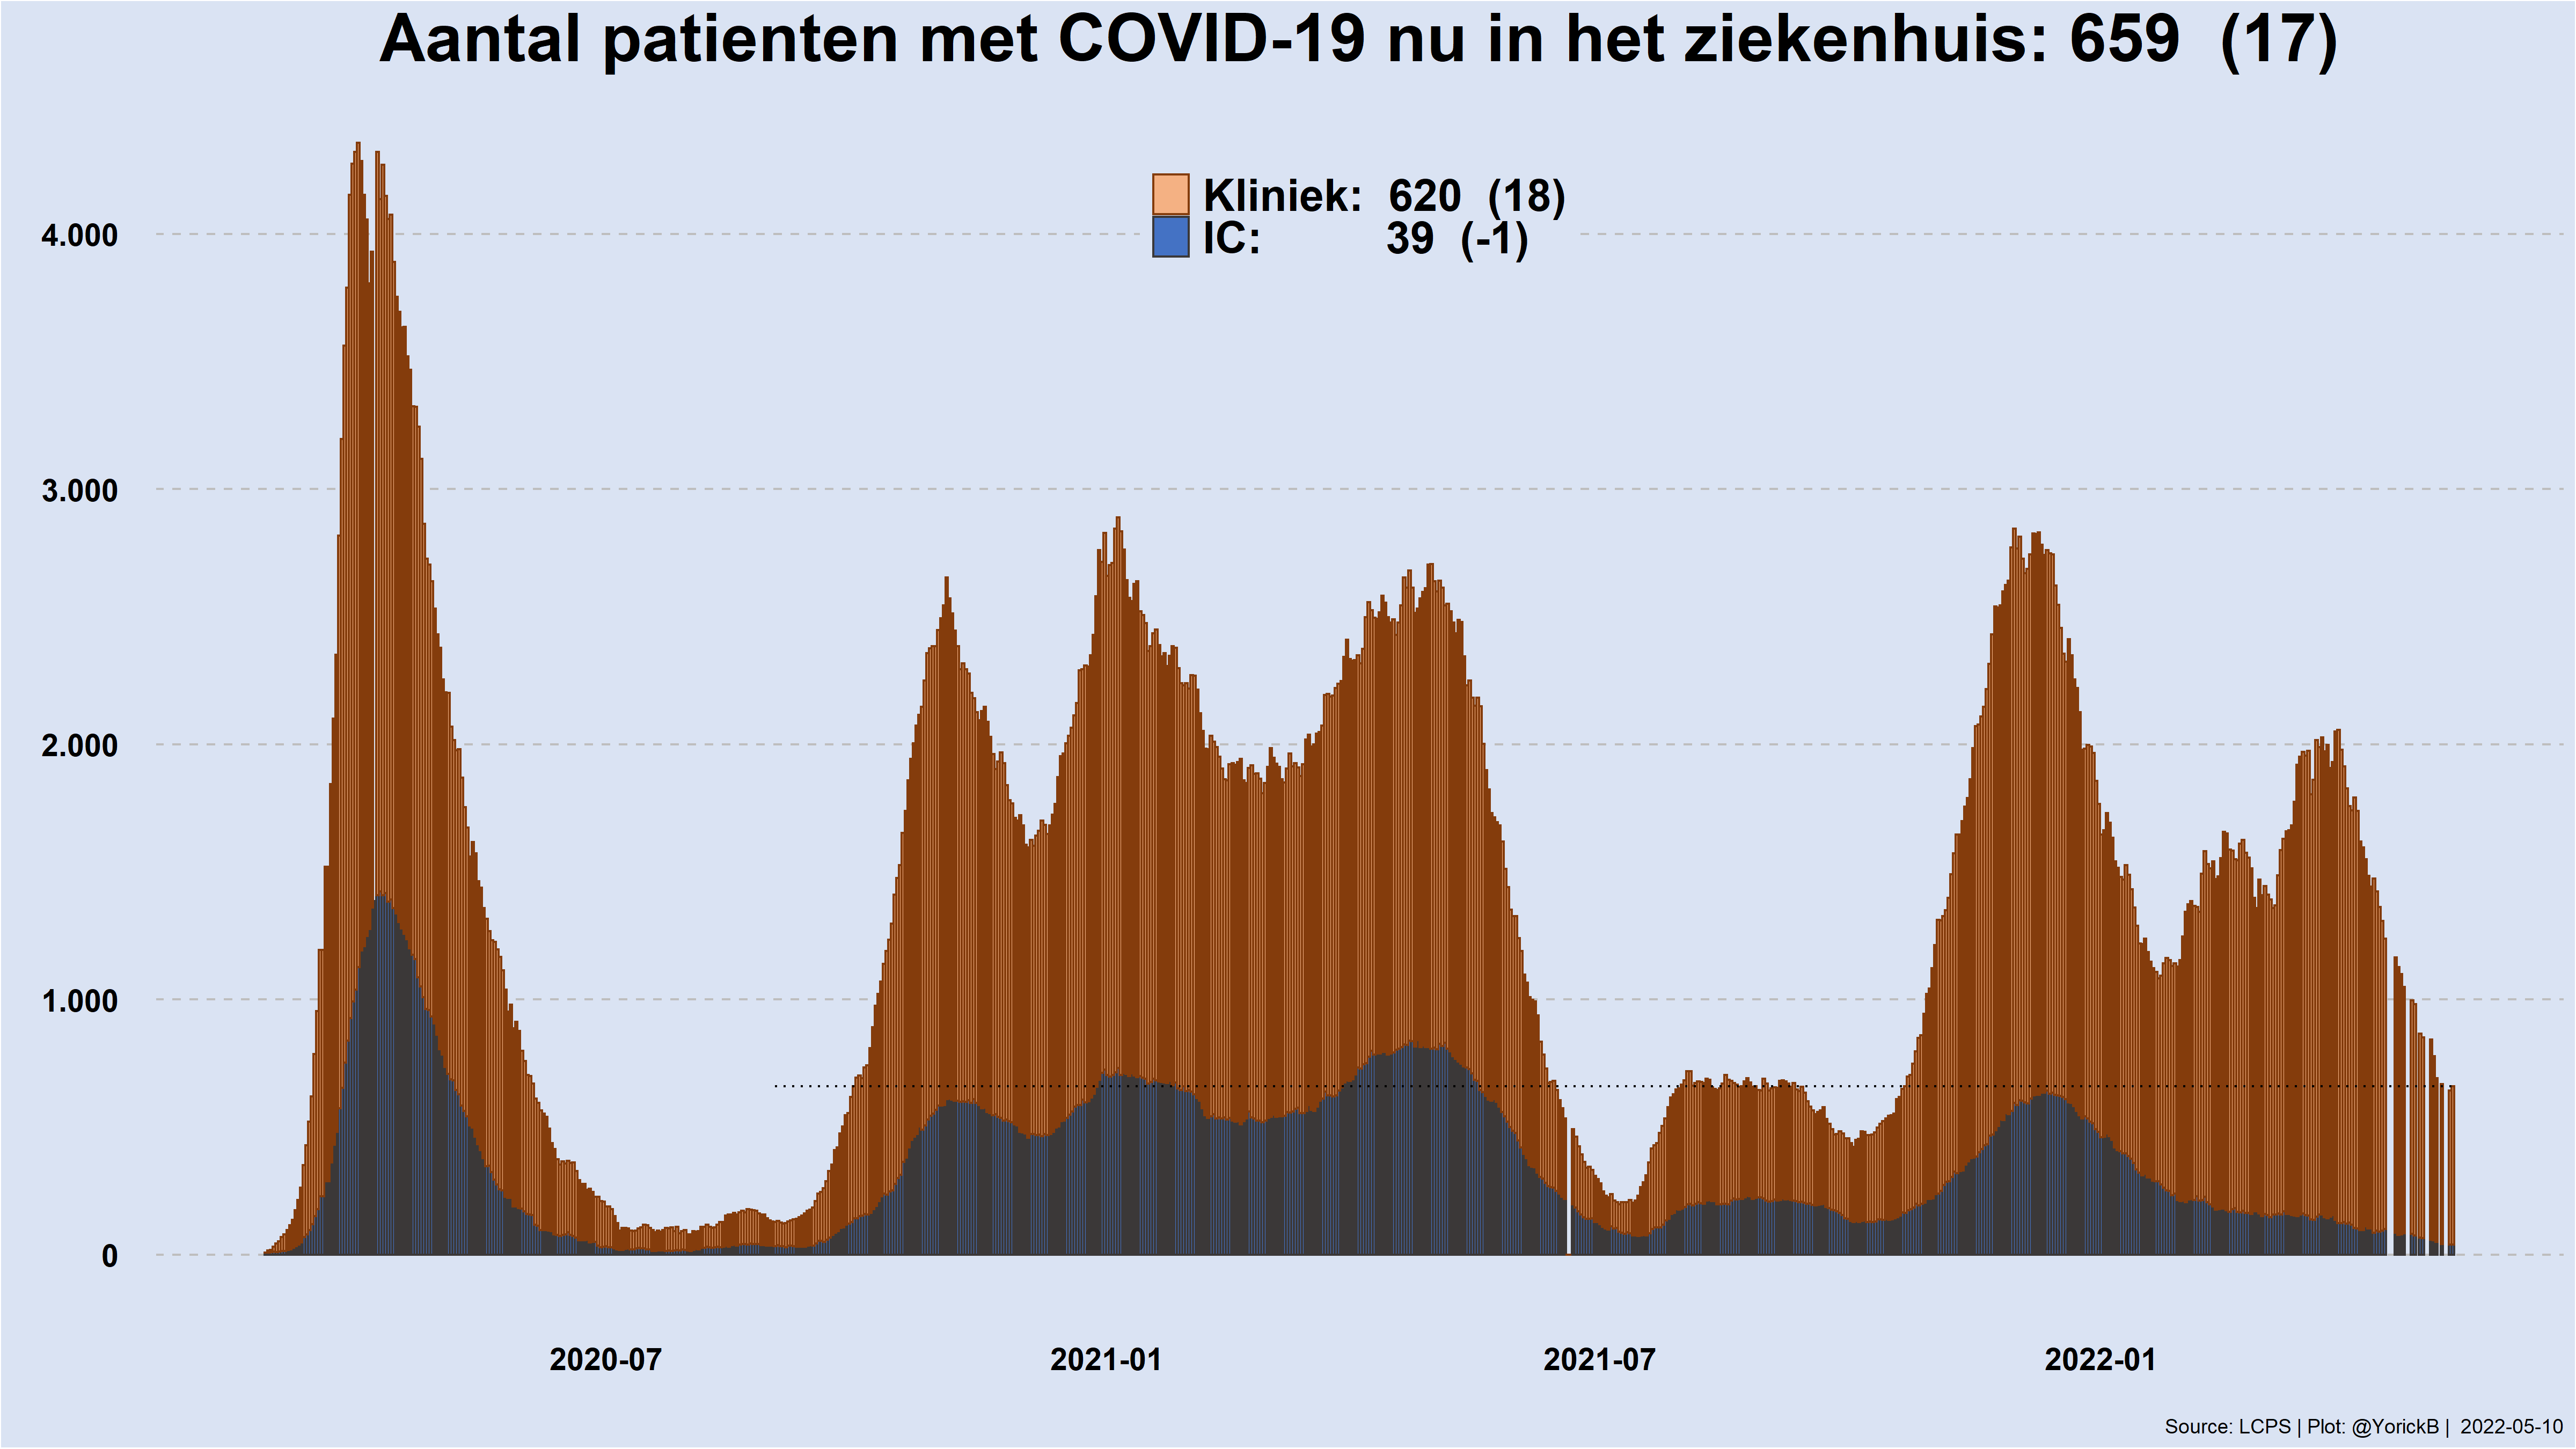 Aantal patienten met COVID-19 nu in het ziekenhuis: 659 (17)
Kliniek: 620 (18)
IC: 39 (-1)
4.000
3.000
2.000
1.000
0
2020-07 2021-01 2021-07 2022-01
Source: LCPS | Plot: @YorickB | 2022-05-10